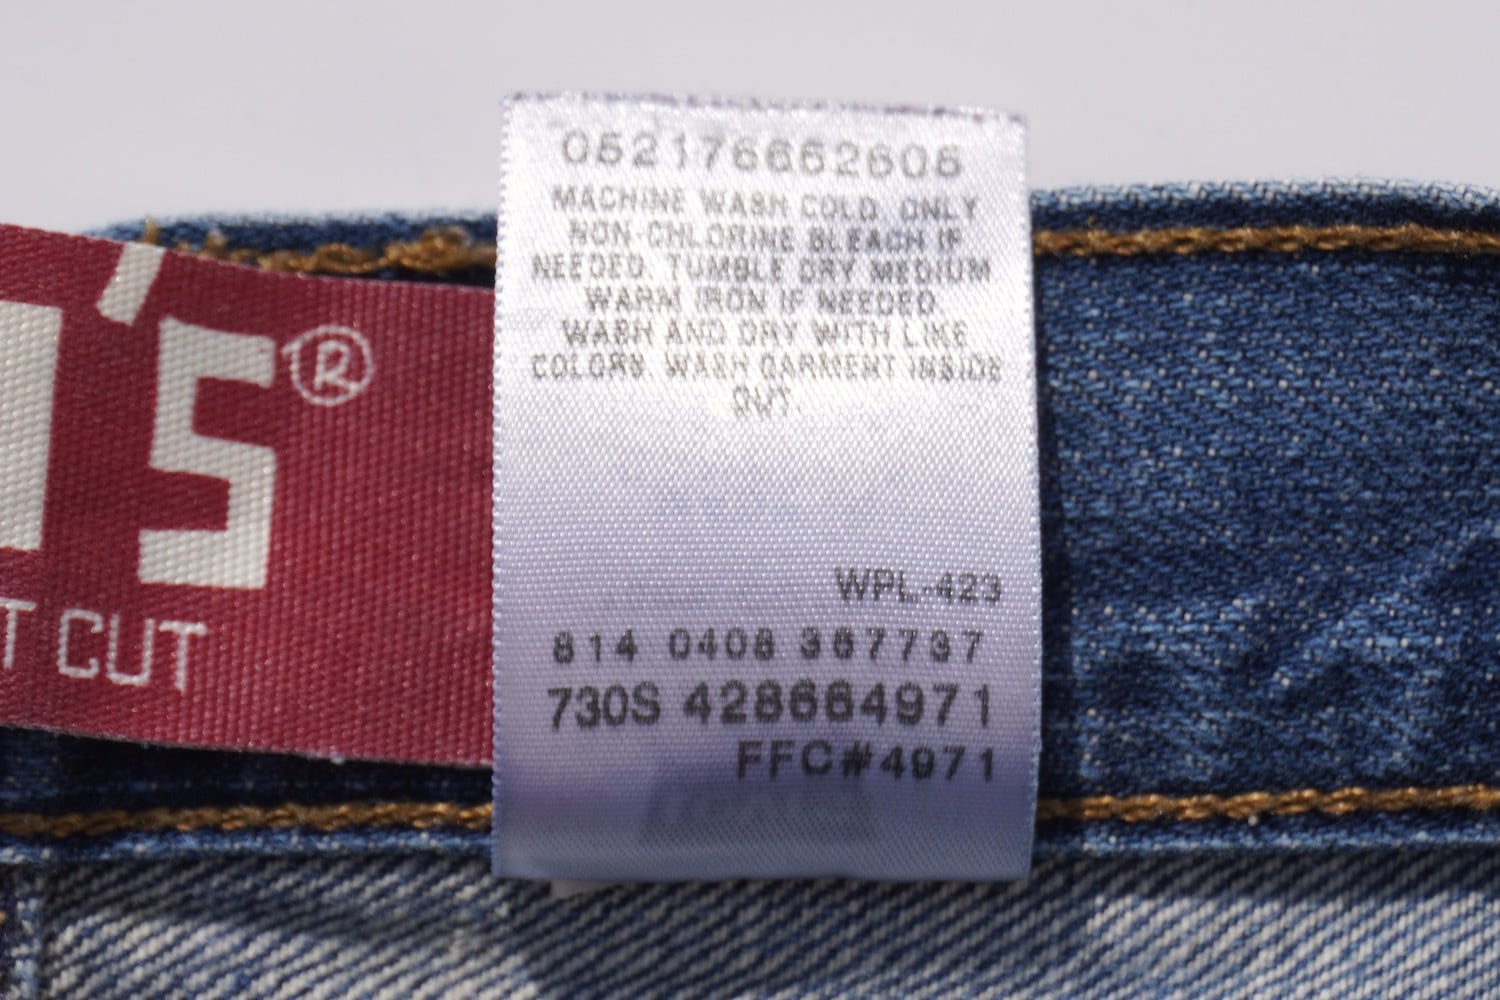 'S®
T CUT
052176662605
MACHINE WASH COLD. ONLY
NON-CHLORINE BLEACH IF
NEEDED. TUMBLE DRY MEDIUM
WARM IRON IF NEEDED.
WASH AND DRY WITH LIKE
COLORS. WASH GARMENT INSIDE
OUT.
WPL-423
814 0408 367737
730S 428664971
FFC#4971